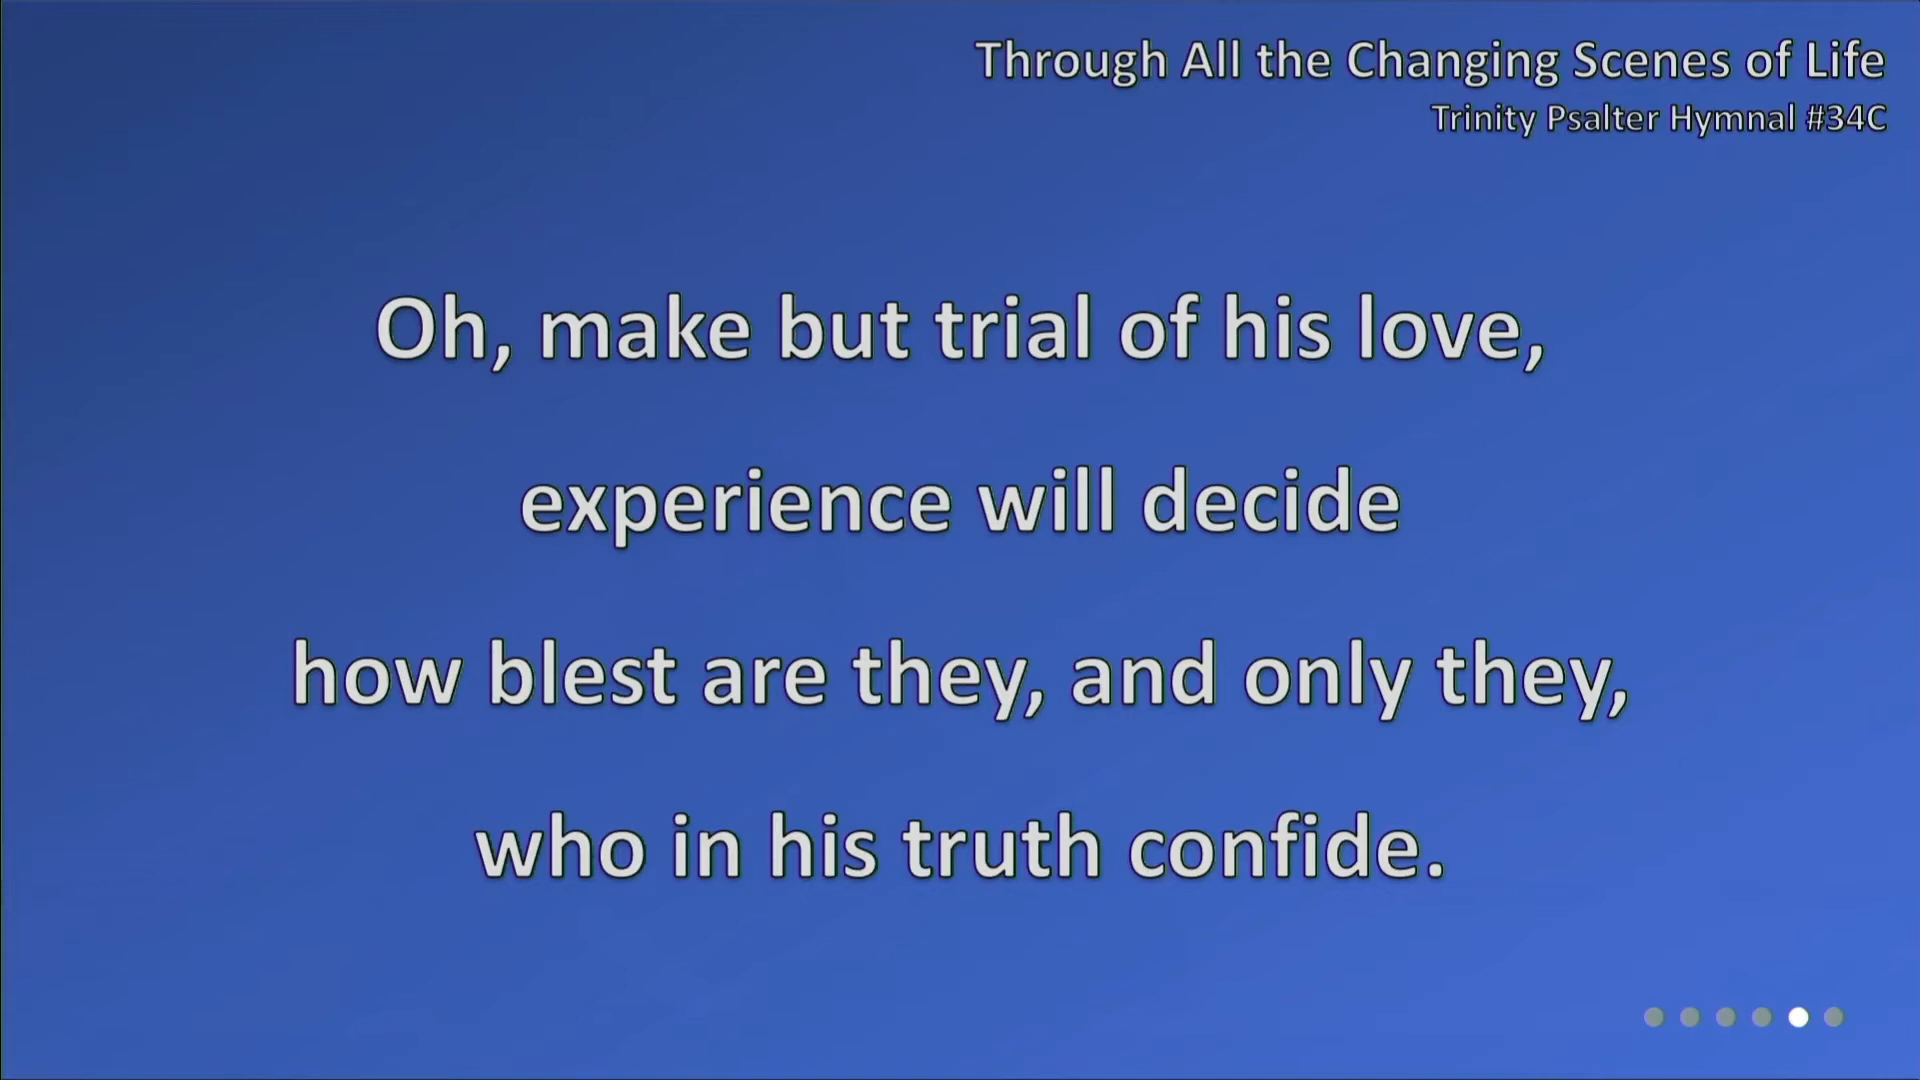 Through All the Changing Scenes of Life
Trinity Psalter Hymnal #34C
Oh, make but trial of his love,
experience will decide
how blest are they, and only they,
who in his truth confide.